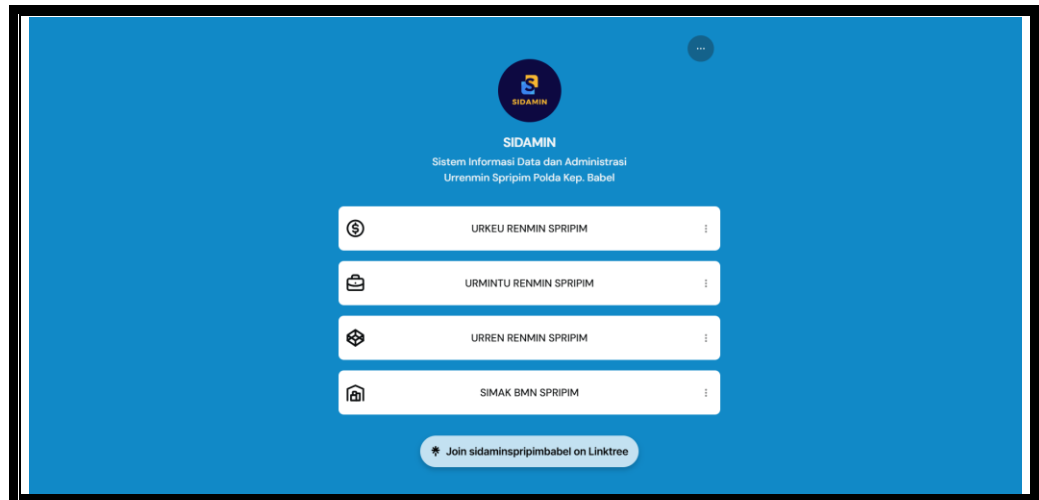 SIDAMIN
SIDAMIN
Sistem Informasi Data dan Administrasi
Urrenmin Spripim Polda Kep. Babel
URKEU RENMIN SPRIPIM
URMINTU RENMIN SPRIPIM
URREN RENMIN SPRIPIM
SIMAK BMN SPRIPIM
Join sidaminspripimbabel on Linktree